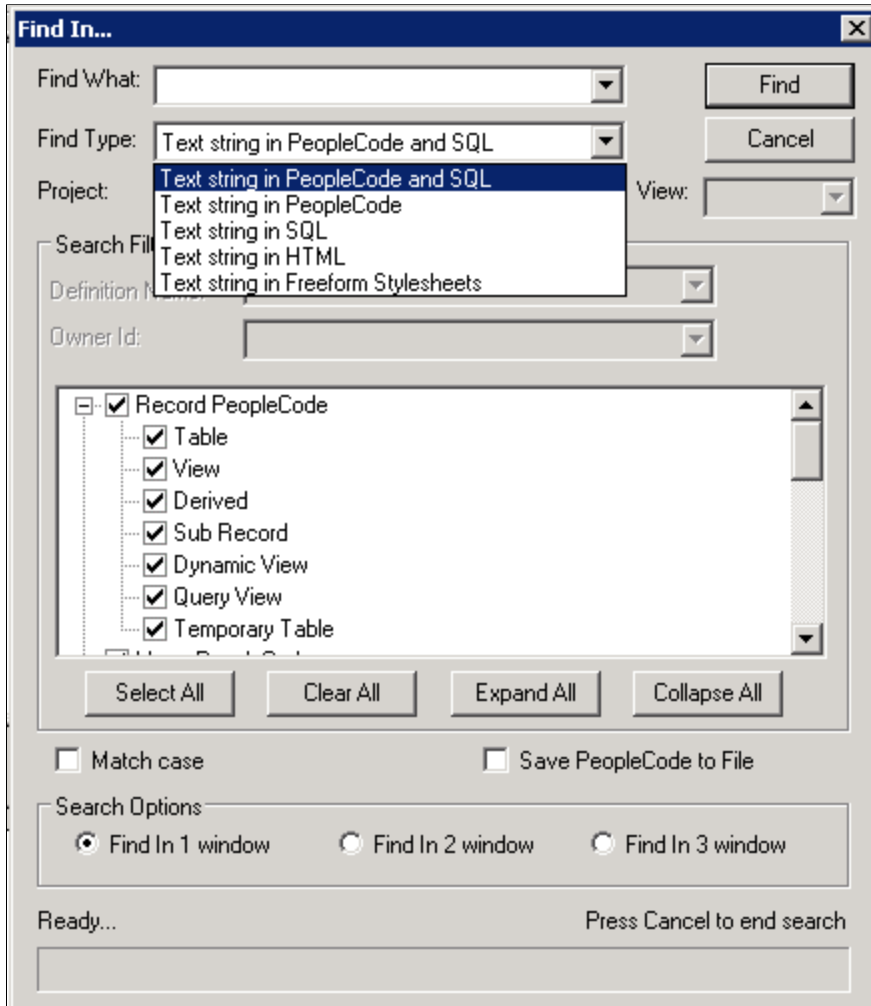 Find In...
Find What:
Find
Find Type: Text string in PeopleCode and SQL
Cancel
Text string in PeopleCode and SQL
Project:
View:
Text string in PeopleCode
Text string in SQL
Search
Text string in HTML
Text string in Freeform Stylesheets
Definition
Owner Id:
Record PeopleCode
Table
View
Derived
Sub Record
Dynamic View
Query View
Temporary Table
Select All Clear All Expand All Collapse All
Match case Save PeopleCode to File
Search Options
Find In 1 window Find In 2 window Find In 3 window
Ready... Press Cancel to end search